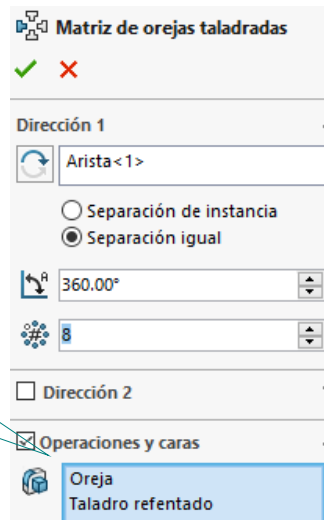 Matriz de orejas taladradas
Dirección 1
Arista<1>
Separación de instancia
Separación igual
360.00°
8
Dirección 2
Operaciones y caras
Oreja
Taladro refentado